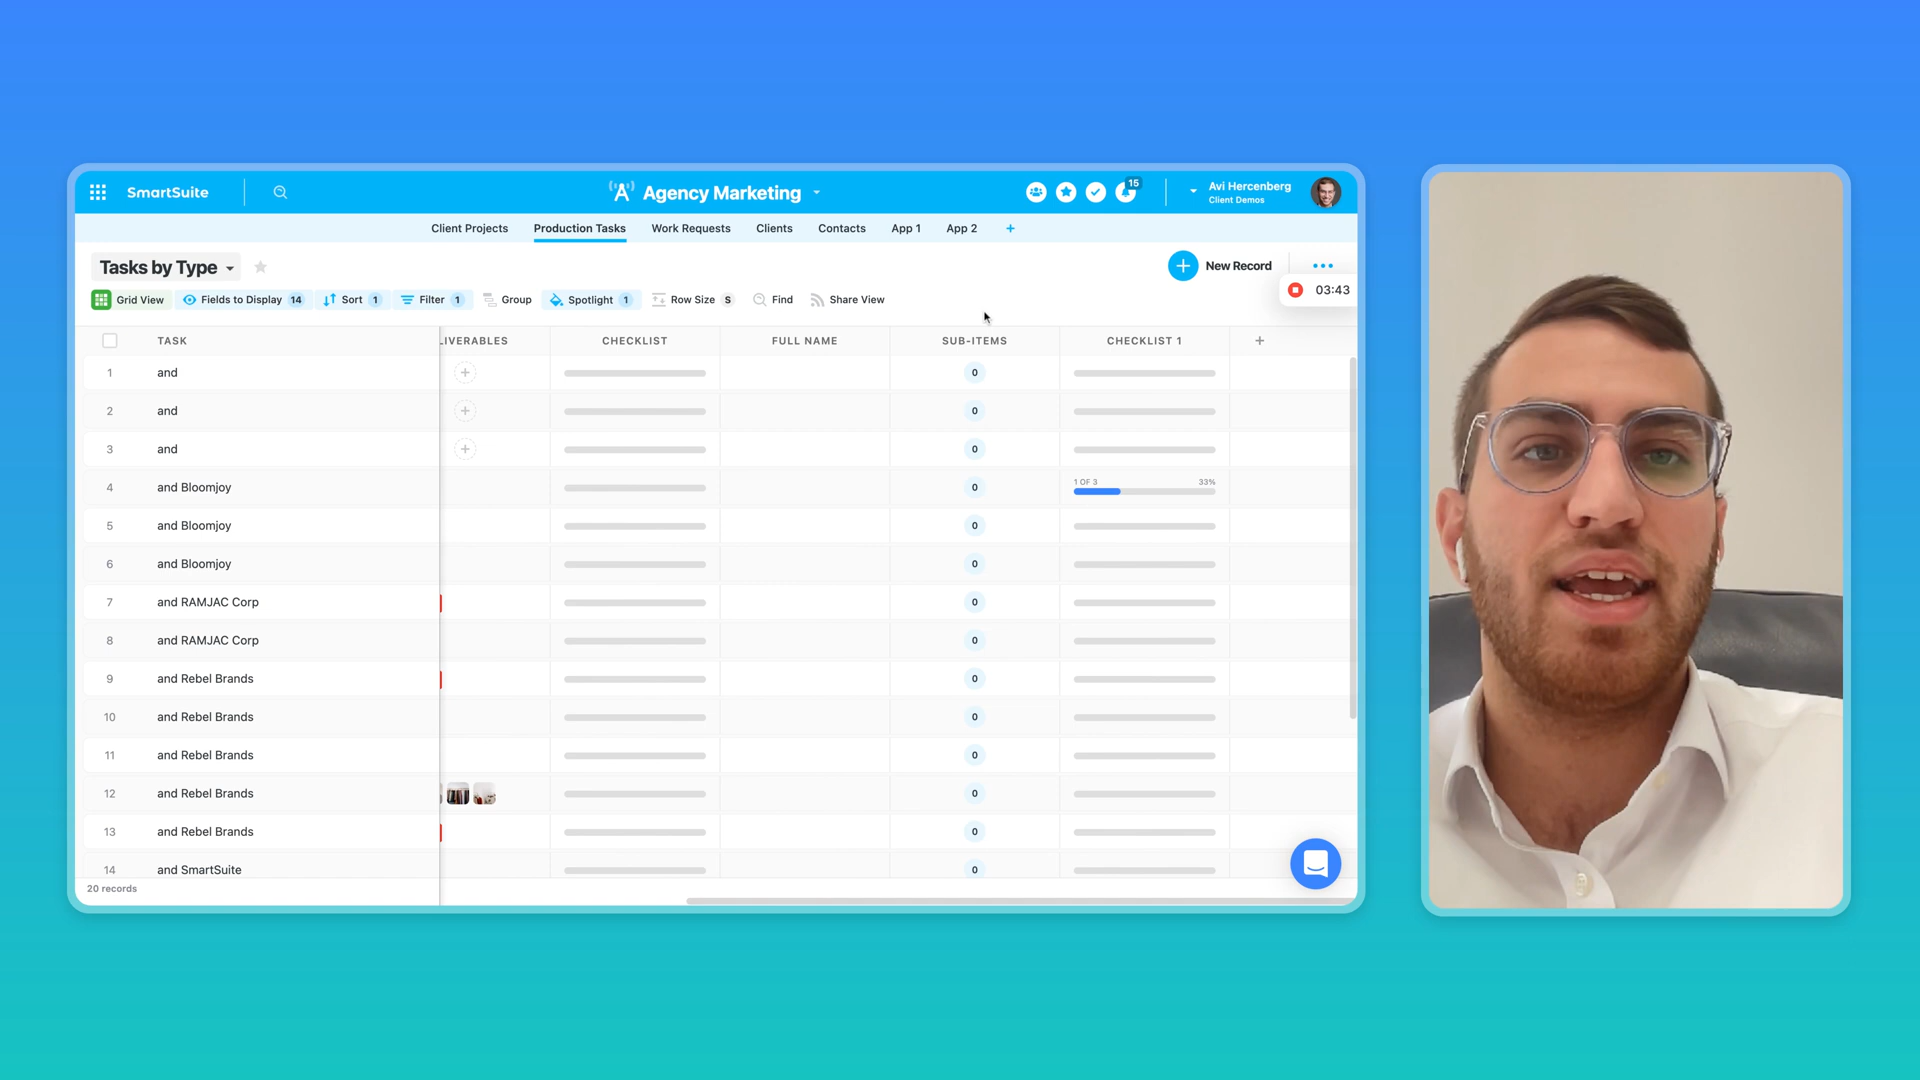 SmartSuite
Agency Marketing
15
Avi Hercenberg
Client Demos
Client Projects
Production Tasks
Work Requests
Clients
Contacts
App 1
App 2
Tasks by Type
New Record
Grid View
Fields to Display 14
Sort 1
Filter 1
Group
Spotlight 1
Row Size S
Find
Share View
03:43
TASK LIVERABLES CHECKLIST FULL NAME SUB-ITEMS CHECKLIST 1
1 and 0
2 and 0
3 and 0
4 and Bloomjoy 0 1 OF 3 33%
5 and Bloomjoy 0
6 and Bloomjoy 0
7 and RAMJAC Corp 0
8 and RAMJAC Corp 0
9 and Rebel Brands 0
10 and Rebel Brands 0
11 and Rebel Brands 0
12 and Rebel Brands 0
13 and Rebel Brands 0
14 and SmartSuite 0
20 records